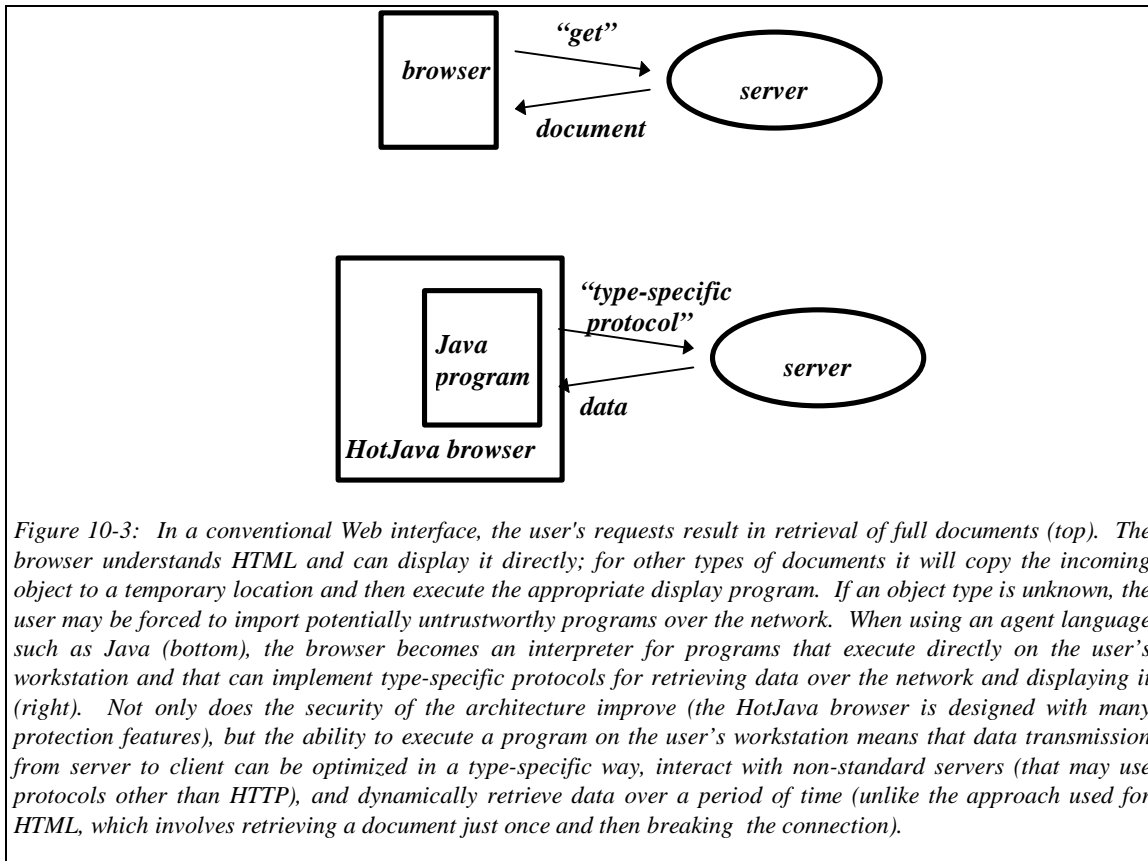 “get”
browser
server
document
“type-specific
protocol”
Java
program
server
data
HotJava browser
Figure 10-3: In a conventional Web interface, the user's requests result in retrieval of full documents (top). The
browser understands HTML and can display it directly; for other types of documents it will copy the incoming
object to a temporary location and then execute the appropriate display program. If an object type is unknown, the
user may be forced to import potentially untrustworthy programs over the network. When using an agent language
such as Java (bottom), the browser becomes an interpreter for programs that execute directly on the user’s
workstation and that can implement type-specific protocols for retrieving data over the network and displaying it
(right). Not only does the security of the architecture improve (the HotJava browser is designed with many
protection features), but the ability to execute a program on the user’s workstation means that data transmission
from server to client can be optimized in a type-specific way, interact with non-standard servers (that may use
protocols other than HTTP), and dynamically retrieve data over a period of time (unlike the approach used for
HTML, which involves retrieving a document just once and then breaking the connection).